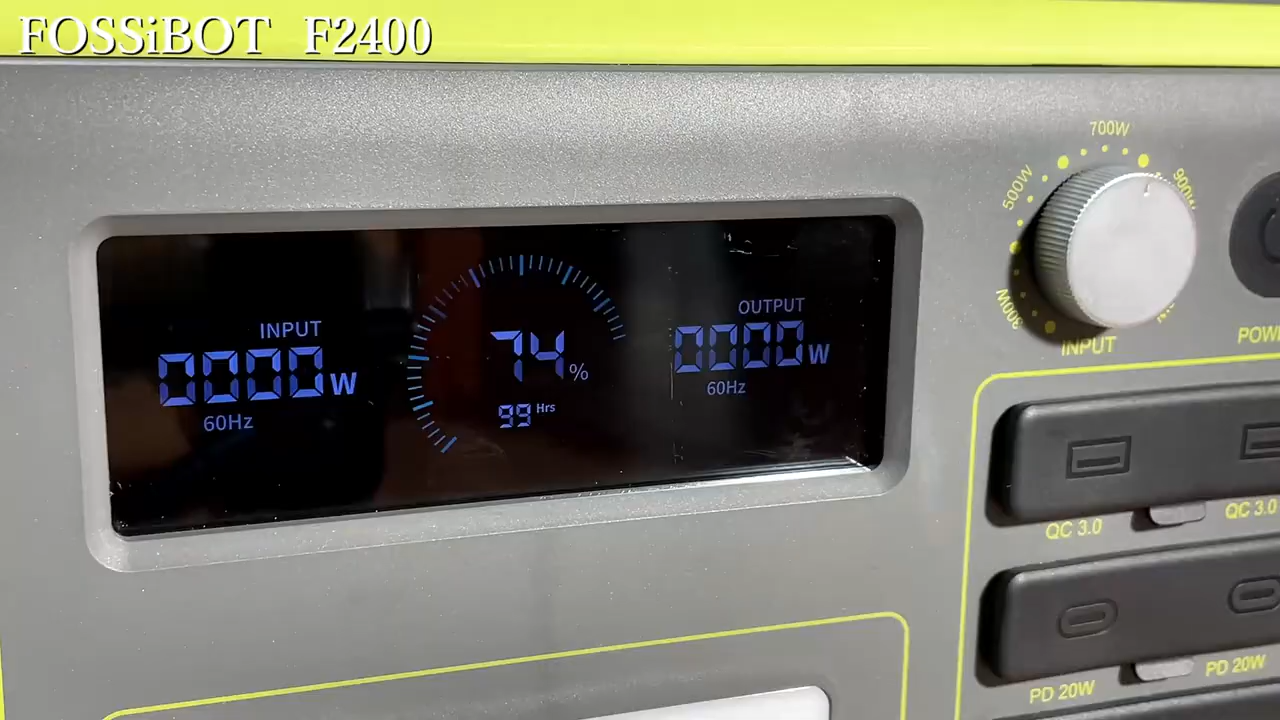 FOSSiBOT F2400
700W
500W
900W
300W
INPUT
INPUT
0000W
60Hz
74%
99 Hrs
OUTPUT
0000W
60Hz
QC 3.0
QC 3.0
PD 20W
PD 20W